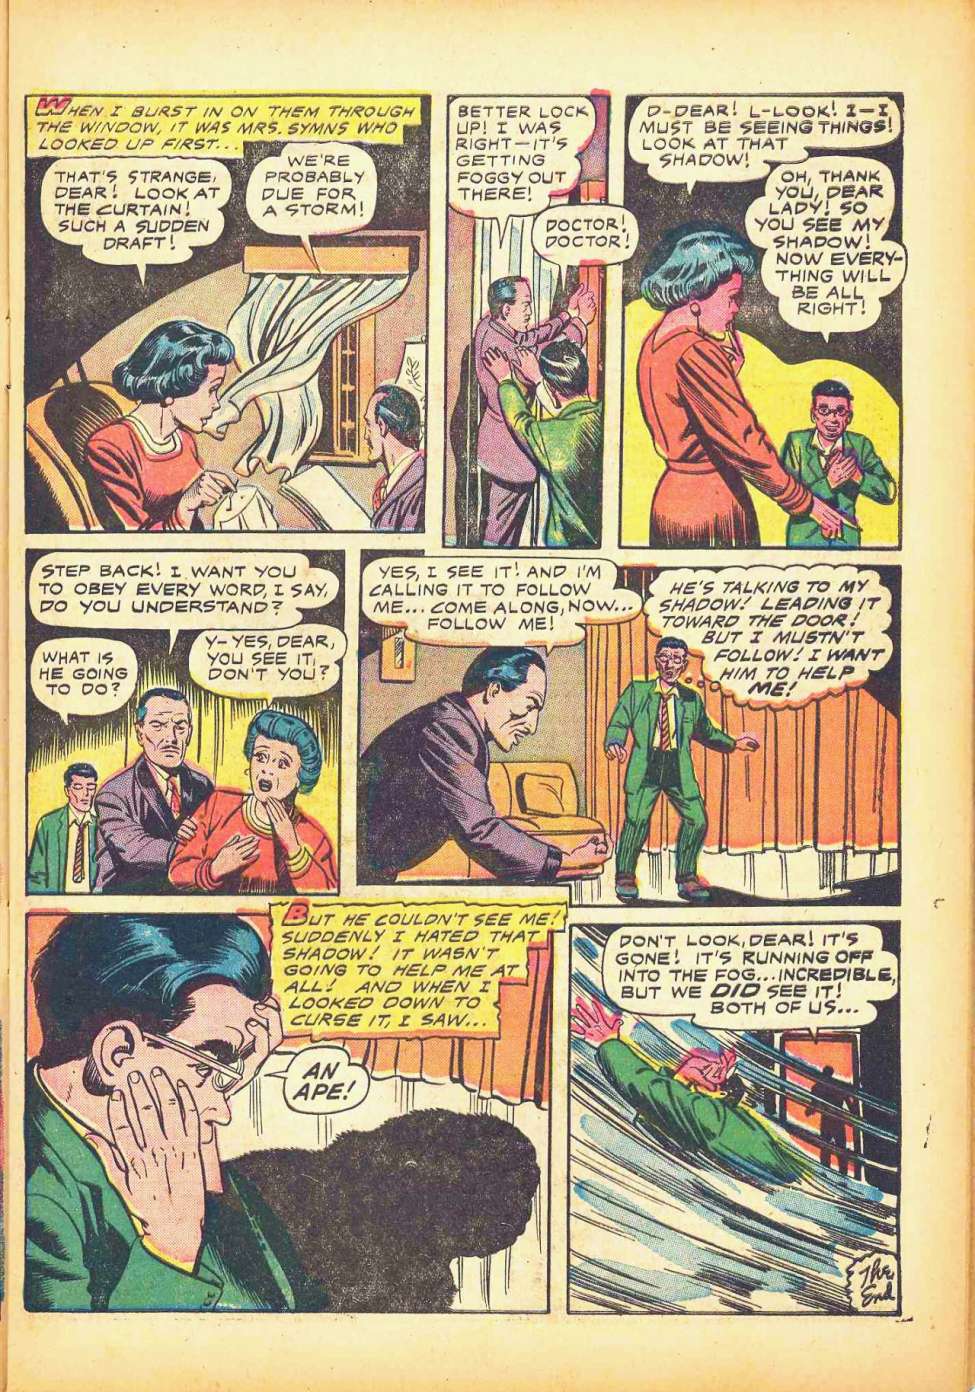 WHEN I BURST IN ON THEM THROUGH
THE WINDOW, IT WAS MRS. SYMNS WHO
LOOKED UP FIRST...
THAT'S STRANGE,
DEAR! LOOK AT
THE CURTAIN!
SUCH A SUDDEN
DRAFT!
WE'RE
PROBABLY
DUE FOR
A STORM!
BETTER LOCK
UP! I WAS
RIGHT—IT'S
GETTING
FOGGY OUT
THERE!
DOCTOR!
DOCTOR!
D-DEAR! L-LOOK! I—I
MUST BE SEEING THINGS!
LOOK AT THAT
SHADOW!
OH, THANK
YOU, DEAR
LADY! SO
YOU SEE MY
SHADOW!
NOW EVERY-
THING WILL
BE ALL
RIGHT!
STEP BACK! I WANT YOU
TO OBEY EVERY WORD, I SAY,
DO YOU UNDERSTAND?
WHAT IS
HE GOING
TO DO?
Y-YES, DEAR,
YOU SEE IT,
DON'T YOU?
YES, I SEE IT! AND I'M
CALLING IT TO FOLLOW
ME... COME ALONG, NOW...
FOLLOW ME!
HE'S TALKING TO MY
SHADOW! LEADING IT
TOWARD THE DOOR!
BUT I MUSTN'T
FOLLOW! I WANT
HIM TO HELP
ME!
BUT HE COULDN'T SEE ME!
SUDDENLY I HATED THAT
SHADOW! IT WASN'T
GOING TO HELP ME AT
ALL! AND WHEN I
LOOKED DOWN TO
CURSE IT, I SAW...
AN
APE!
DON'T LOOK, DEAR! IT'S
GONE! IT'S RUNNING OFF
INTO THE FOG... INCREDIBLE,
BUT WE DID SEE IT!
BOTH OF US...
The
End